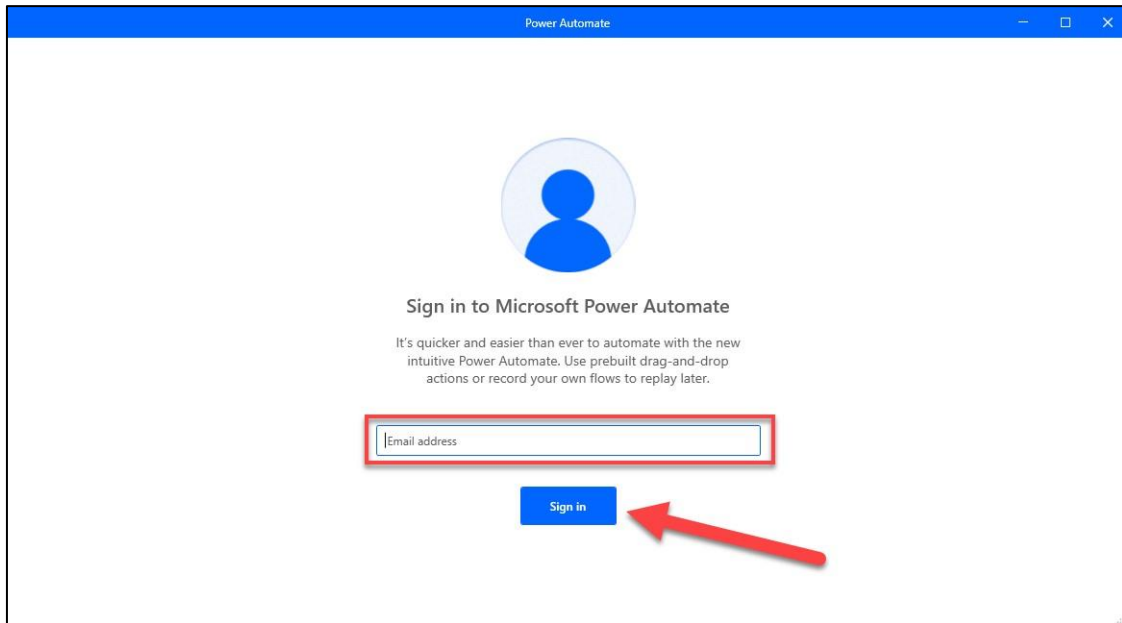 Power Automate
Sign in to Microsoft Power Automate
It's quicker and easier than ever to automate with the new
intuitive Power Automate. Use prebuilt drag-and-drop
actions or record your own flows to replay later.
Email address
Sign in